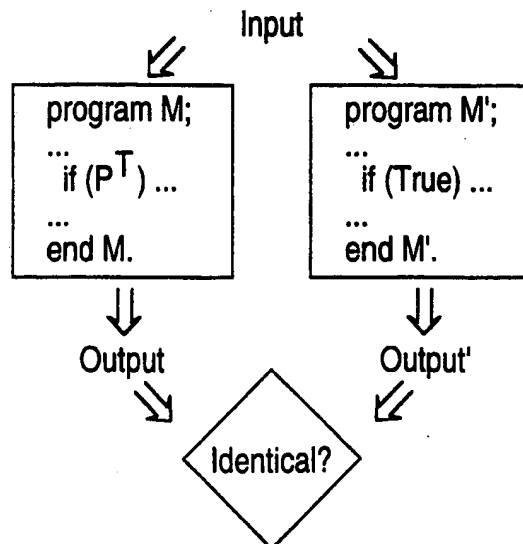 Input
program M;
...
if (P^T) ...
...
end M.
program M';
...
if (True) ...
...
end M'.
Output
Output'
Identical?